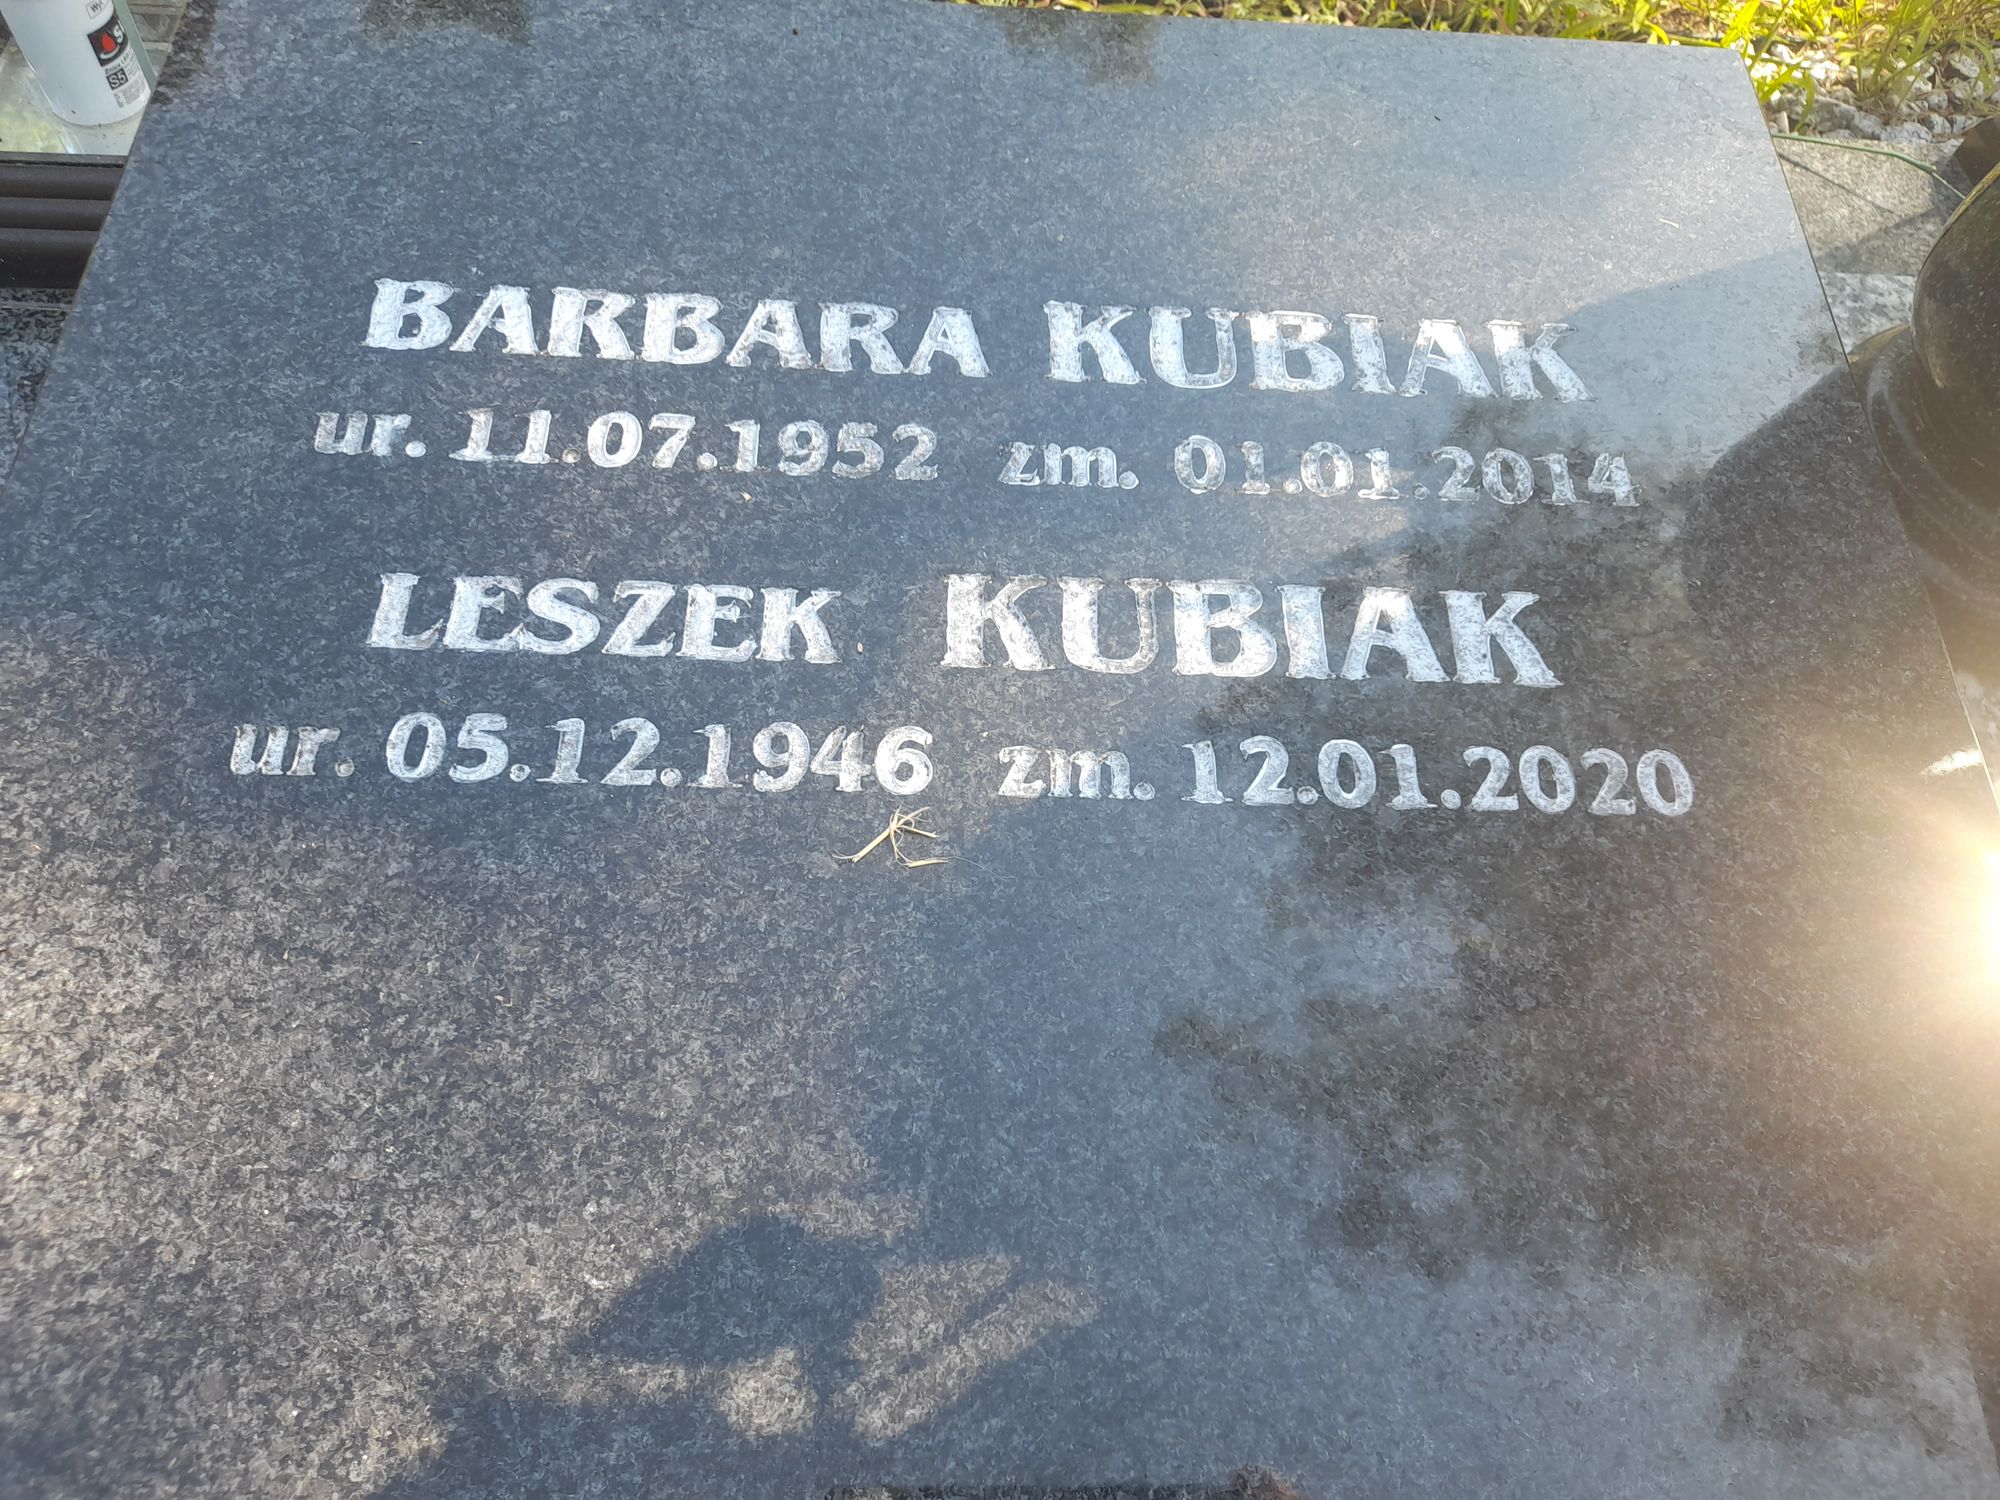 S5
BARBARA KUBIAK
ur. 11.07.1952 zm. 01.01.2014
LESZEK KUBIAK
ur. 05.12.1946 zm. 12.01.2020